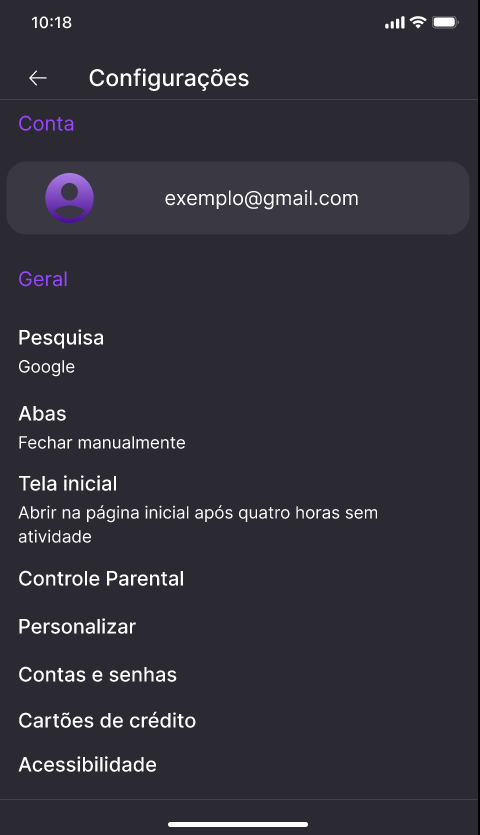 10:18
Configurações
Conta
exemplo@gmail.com
Geral
Pesquisa
Google
Abas
Fechar manualmente
Tela inicial
Abrir na página inicial após quatro horas sem
atividade
Controle Parental
Personalizar
Contas e senhas
Cartões de crédito
Acessibilidade